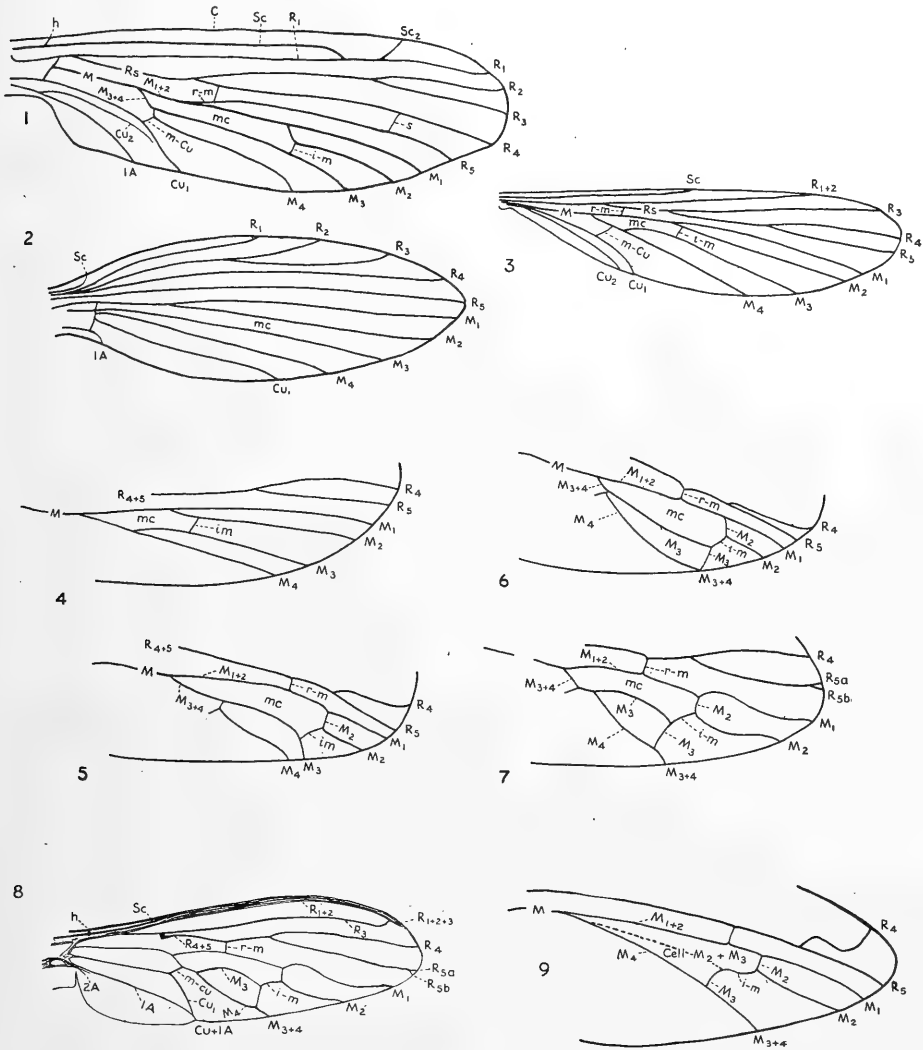 h
C
Sc
R1
Sc2
R1
R2
R3
R4
R5
M1
M2
M3
M4
Cu1
1A
Rs
M
M1+2
M3+4
r-m
mc
s
i-m
m-Cu
Cu2
1
2
Sc
R1
R2
R3
R4
R5
M1
M2
M3
M4
Cu1
1A
mc
3
Sc
R1+2
R3
R4
R5
M1
M2
M3
M4
Cu1
Cu2
M
r-m
Rs
mc
i-m
m-Cu
4
R4+5
M
mc
i-m
R4
R5
M1
M2
M3
M4
6
M
M1+2
M3+4
r-m
mc
M4
M3
M2
i-m
M3
R4
R5
M1
M2
M3+4
5
R4+5
M
M1+2
r-m
M3+4
mc
M2
i-m
R4
R5
M1
M2
M3
M4
7
M1+2
r-m
M3+4
mc
M3
M2
i-m
M4
M3
R4
R5a
R5b
M1
M2
M3+4
8
h
Sc
R1+2
R1+2+3
R3
R4+5
r-m
R4
R5a
R5b
m-cu
M3
i-m
M1
M2
M4
M3+4
Cu1
Cu+1A
1A
2A
9
M
M1+2
Cell-M2 + M3
M4
M2
i-m
M3
R4
R5
M1
M2
M3+4